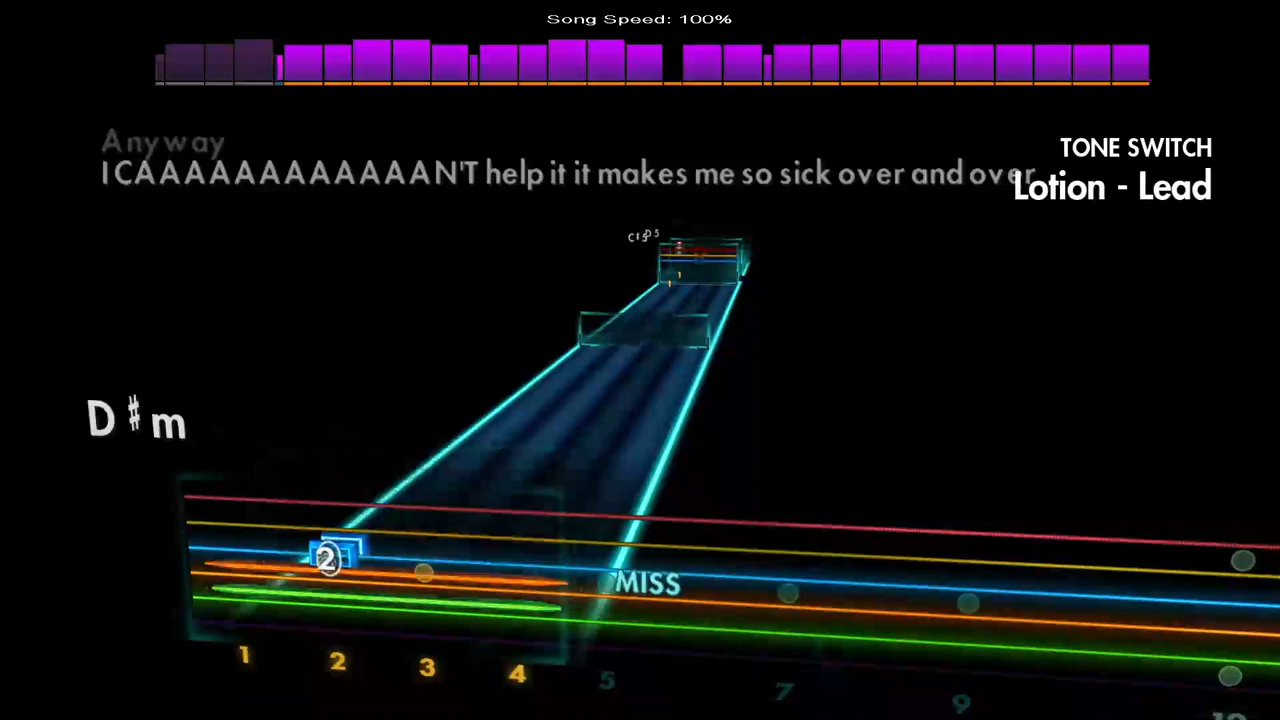 Song Speed: 100%
Anyway
TONE SWITCH
I CAAAAAAAAAAAAN'T help it it makes me so sick over and over
Lotion - Lead
D♯m
2
MISS
1 2 3 4 5 7 9